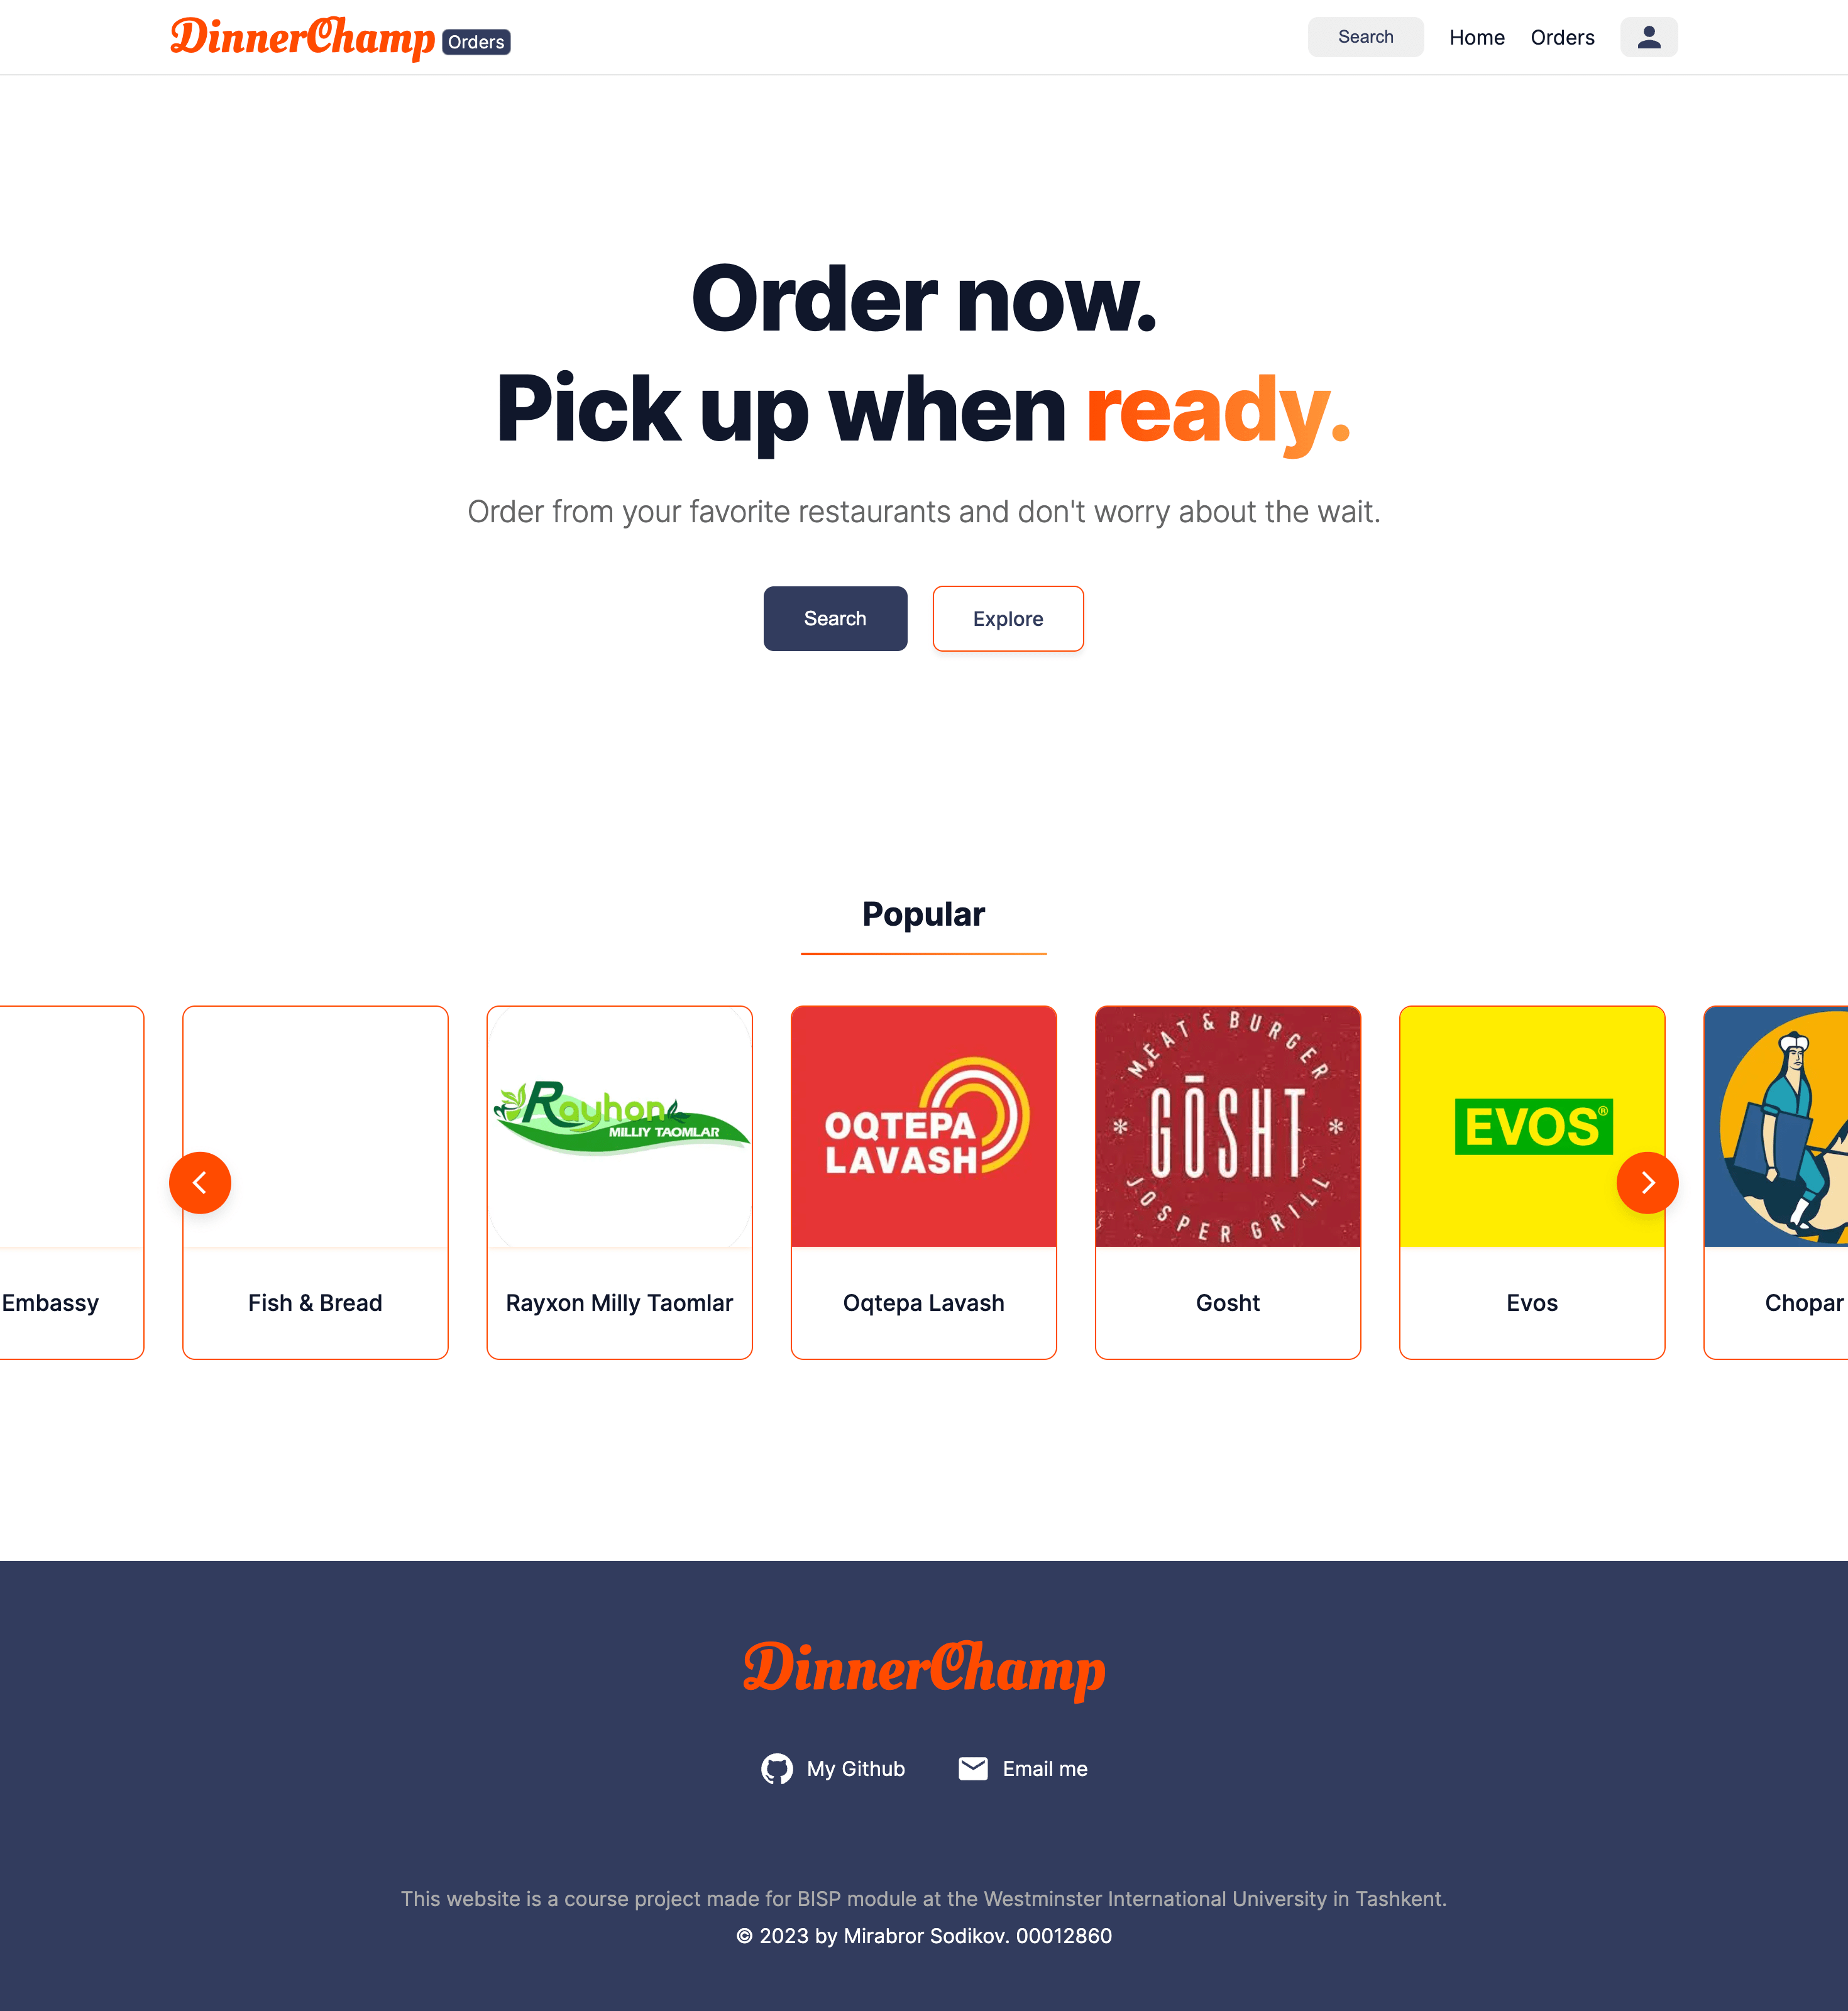 DinnerChamp Orders
Search Home Orders
Order now.
Pick up when ready.
Order from your favorite restaurants and don't worry about the wait.
Search Explore
Popular
Rayhon
MILLIY TAOMLAR
OQTEPA
LAVASH
MEAT & BURGER
* GŌSHT *
JOSPER GRILL
EVOS®
Embassy
Fish & Bread
Rayxon Milly Taomlar
Oqtepa Lavash
Gosht
Evos
Chopar
DinnerChamp
My Github Email me
This website is a course project made for BISP module at the Westminster International University in Tashkent.
© 2023 by Mirabror Sodikov. 00012860